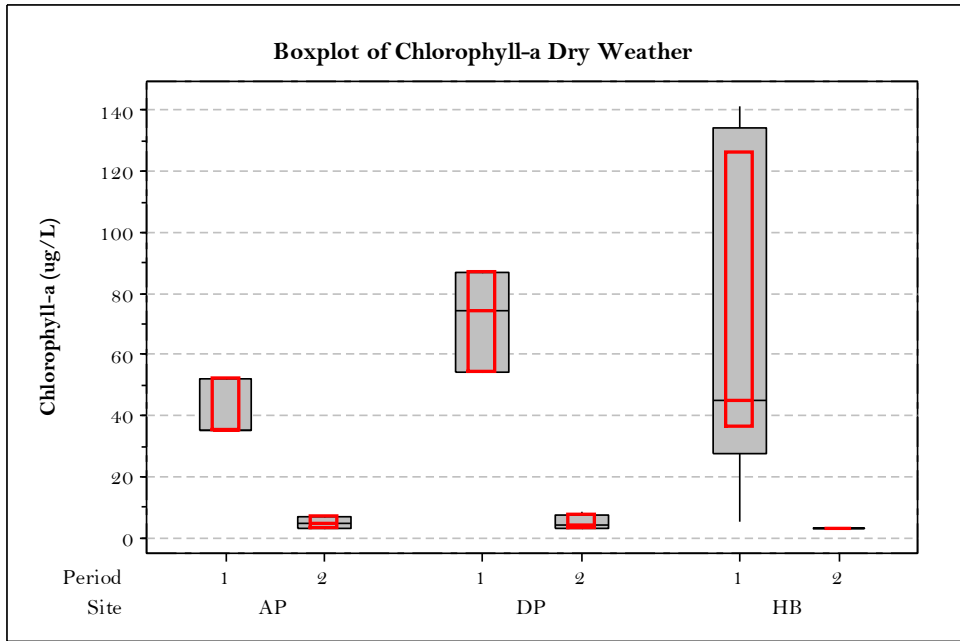 Boxplot of Chlorophyll-a Dry Weather
Chlorophyll-a (ug/L)
140
120
100
80
60
40
20
0
Period 1 2 1 2 1 2
Site AP DP HB